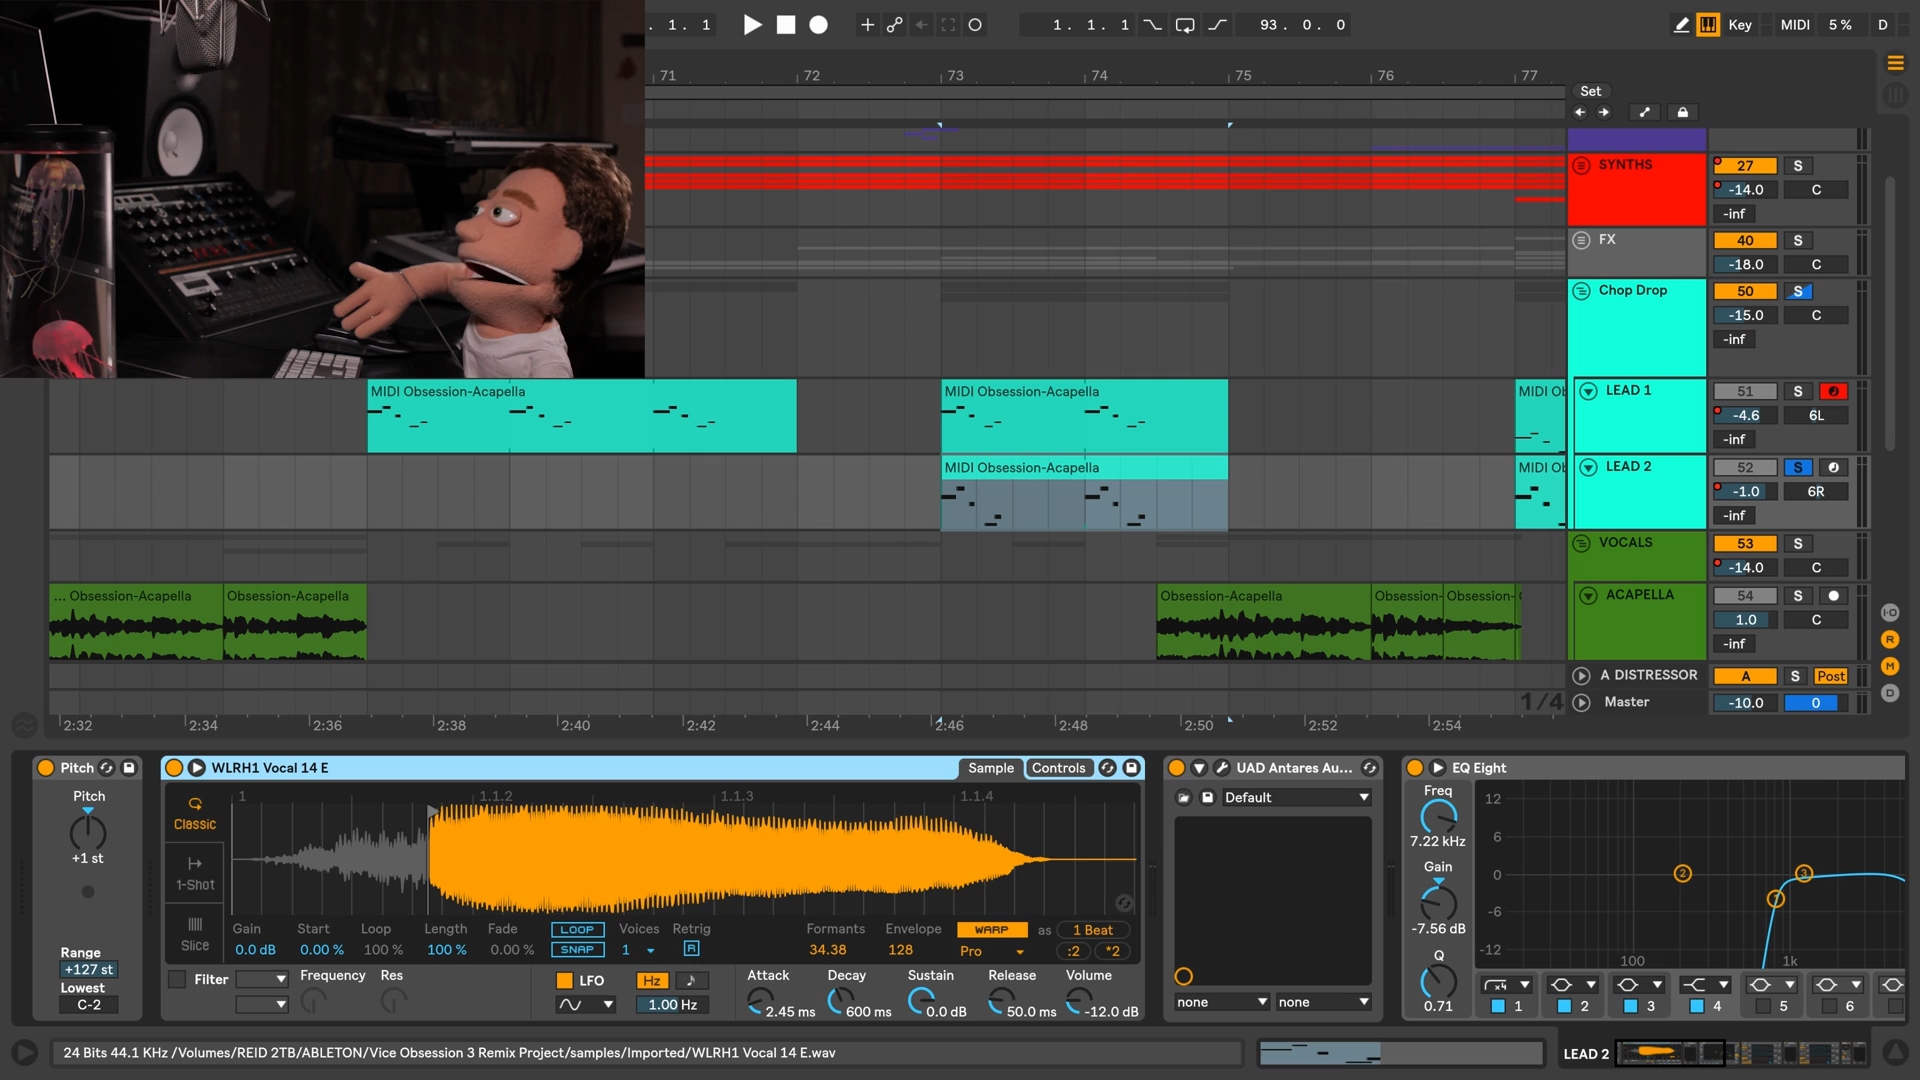 . 1. 1
1. 1. 1
93. 0. 0
Key
MIDI
5 %
D
71 72 73 74 75 76 77
Set
SYNTHS
27
S
-14.0
C
-inf
FX
40
S
-18.0
C
Chop Drop
50
S
-15.0
C
-inf
MIDI Obsession-Acapella
MIDI Obsession-Acapella
MIDI Ob
LEAD 1
51
S
-4.6
6L
-inf
MIDI Obsession-Acapella
MIDI Ob
LEAD 2
52
S
-1.0
6R
-inf
VOCALS
53
S
-14.0
C
... Obsession-Acapella
Obsession-Acapella
Obsession-Acapella
Obsession-
Obsession-
ACAPELLA
54
S
1.0
C
-inf
A DISTRESSOR
A
S
Post
1/4
Master
-10.0
0
I·O
R
M
D
2:32 2:34 2:36 2:38 2:40 2:42 2:44 2:46 2:48 2:50 2:52 2:54
Pitch
Pitch
+1 st
Range
+127 st
Lowest
C-2
WLRH1 Vocal 14 E
Sample
Controls
Classic
1-Shot
Slice
1 1.1.2 1.1.3 1.1.4
Gain Start Loop Length Fade
0.0 dB 0.00 % 100 % 100 % 0.00 %
LOOP
SNAP
Voices
1
Retrig
R
Formants
34.38
Envelope
128
WARP
as
1 Beat
Pro
:2
*2
Filter
Frequency
Res
LFO
Hz
1.00 Hz
Attack Decay Sustain Release Volume
2.45 ms 600 ms 0.0 dB 50.0 ms -12.0 dB
UAD Antares Au...
Default
none
none
EQ Eight
Freq
7.22 kHz
Gain
-7.56 dB
Q
0.71
12
6
0
-6
-12
100
1k
2
3
x4
1 2 3 4 5 6
24 Bits 44.1 KHz /Volumes/REID 2TB/ABLETON/Vice Obsession 3 Remix Project/samples/Imported/WLRH1 Vocal 14 E.wav
LEAD 2